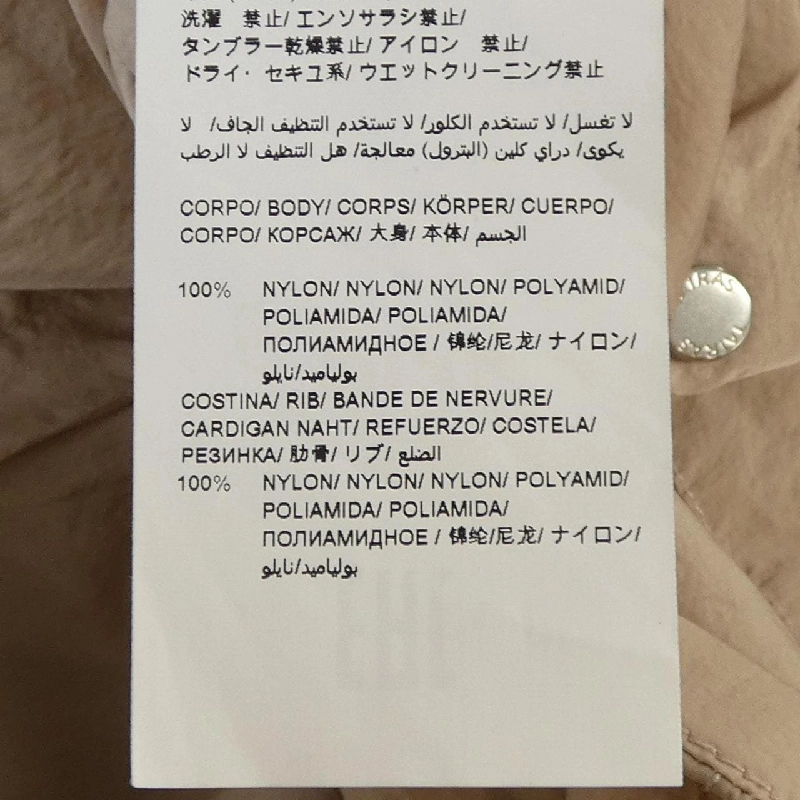 洗濯　禁止/ エンソサラシ禁止/
タンブラー乾燥禁止/ アイロン　禁止/
ドライ・ セキユ系/ ウエットクリーニング禁止
لا تغسل/ لا تستخدم الكلور/ لا تستخدم التنظيف الجاف/ لا
يكوى/ دراي كلين (البترول) معالجة/ هل التنظيف لا الرطب
CORPO/ BODY/ CORPS/ KÖRPER/ CUERPO/
CORPO/ КОРСАЖ/ 大身/ 本体/ الجسم
100% NYLON/ NYLON/ NYLON/ POLYAMID/
POLIAMIDA/ POLIAMIDA/
ПОЛИАМИДНОЕ / 锦纶/尼龙/ ナイロン/
بولياميد/نايلو
COSTINA/ RIB/ BANDE DE NERVURE/
CARDIGAN NAHT/ REFUERZO/ COSTELA/
РЕЗИНКА/ 肋骨/ リブ/ الضلع
100% NYLON/ NYLON/ NYLON/ POLYAMID/
POLIAMIDA/ POLIAMIDA/
ПОЛИАМИДНОЕ / 锦纶/尼龙/ ナイロン/
بولياميد/نايلو